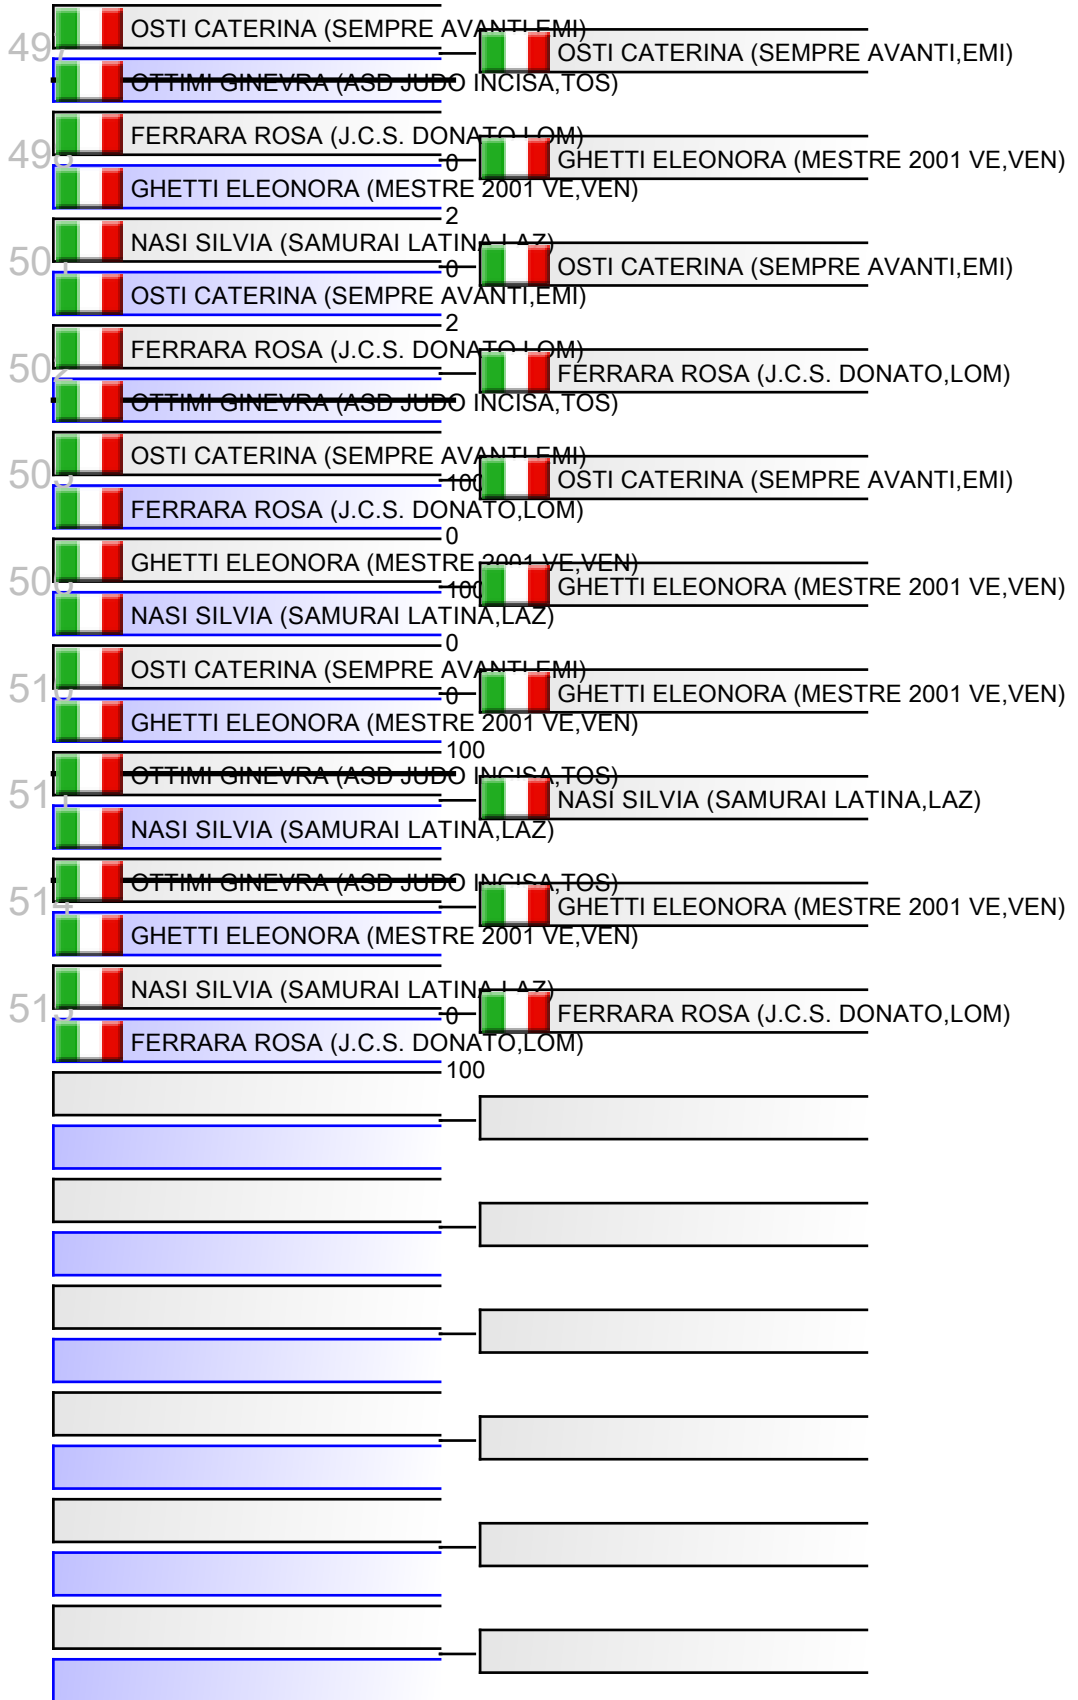 OSTI CATERINA (SEMPRE AVANTI,EMI)
OSTI CATERINA (SEMPRE AVANTI,EMI)
OTTIMI GINEVRA (ASD JUDO INCISA,TOS)
FERRARA ROSA (J.C.S. DONATO,LOM)
0
GHETTI ELEONORA (MESTRE 2001 VE,VEN)
GHETTI ELEONORA (MESTRE 2001 VE,VEN)
2
NASI SILVIA (SAMURAI LATINA,LAZ)
0
OSTI CATERINA (SEMPRE AVANTI,EMI)
OSTI CATERINA (SEMPRE AVANTI,EMI)
2
FERRARA ROSA (J.C.S. DONATO,LOM)
FERRARA ROSA (J.C.S. DONATO,LOM)
OTTIMI GINEVRA (ASD JUDO INCISA,TOS)
OSTI CATERINA (SEMPRE AVANTI,EMI)
100
OSTI CATERINA (SEMPRE AVANTI,EMI)
FERRARA ROSA (J.C.S. DONATO,LOM)
0
GHETTI ELEONORA (MESTRE 2001 VE,VEN)
100
GHETTI ELEONORA (MESTRE 2001 VE,VEN)
NASI SILVIA (SAMURAI LATINA,LAZ)
0
OSTI CATERINA (SEMPRE AVANTI,EMI)
0
GHETTI ELEONORA (MESTRE 2001 VE,VEN)
GHETTI ELEONORA (MESTRE 2001 VE,VEN)
100
OTTIMI GINEVRA (ASD JUDO INCISA,TOS)
NASI SILVIA (SAMURAI LATINA,LAZ)
NASI SILVIA (SAMURAI LATINA,LAZ)
514
OTTIMI GINEVRA (ASD JUDO INCISA,TOS)
GHETTI ELEONORA (MESTRE 2001 VE,VEN)
GHETTI ELEONORA (MESTRE 2001 VE,VEN)
NASI SILVIA (SAMURAI LATINA,LAZ)
0
FERRARA ROSA (J.C.S. DONATO,LOM)
FERRARA ROSA (J.C.S. DONATO,LOM)
100